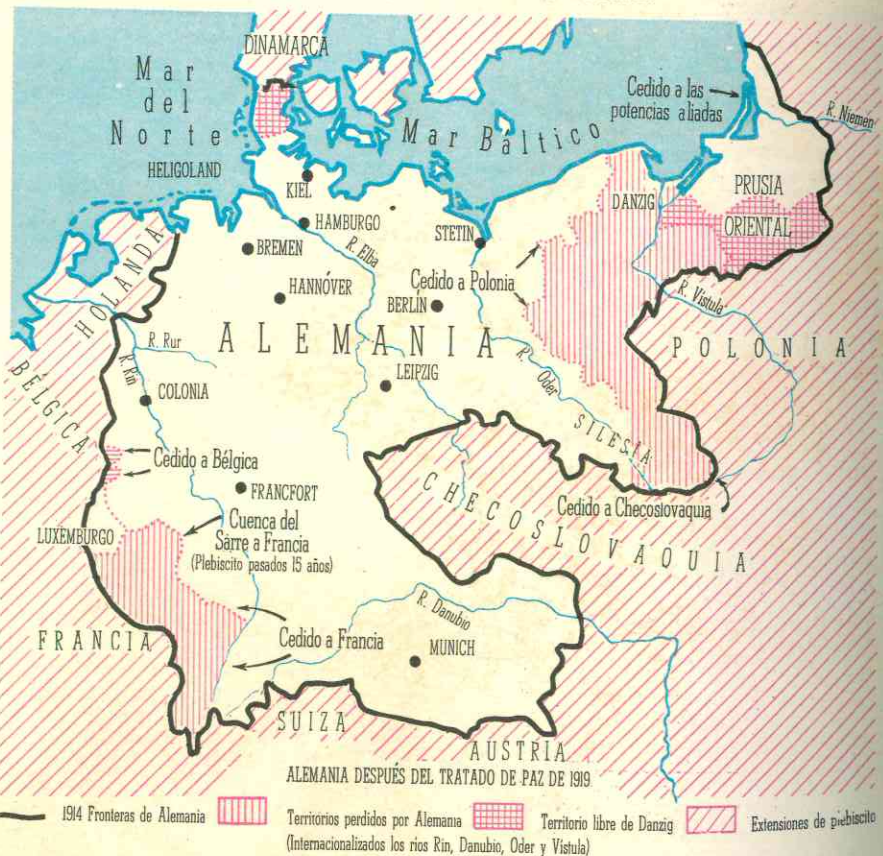 DINAMARCA
Mar
del
Norte
HELIGOLAND
KIEL
HAMBURGO
BREMEN
R. Elba
HANNÓVER
Mar Báltico
Cedido a las
potencias aliadas
R. Niemen
PRUSIA
ORIENTAL
DANZIG
STETIN
Cedido a Polonia
BERLÍN
R. Vístula
POLONIA
HOLANDA
ALEMANIA
R. Rur
R. Rin
COLONIA
LEIPZIG
R. Oder
SILESIA
BÉLGICA
Cedido a Bélgica
FRANCFORT
Cuenca del
Sarre a Francia
(Plebiscito pasados 15 años)
LUXEMBURGO
Cedido a Checoslovaquia
CHECOSLOVAQUIA
FRANCIA
Cedido a Francia
R. Danubio
MUNICH
SUIZA
AUSTRIA
ALEMANIA DESPUÉS DEL TRATADO DE PAZ DE 1919
1914 Fronteras de Alemania
Territorios perdidos por Alemania
Territorio libre de Danzig
Extensiones de plebiscito
(Internacionalizados los ríos Rin, Danubio, Oder y Vístula)